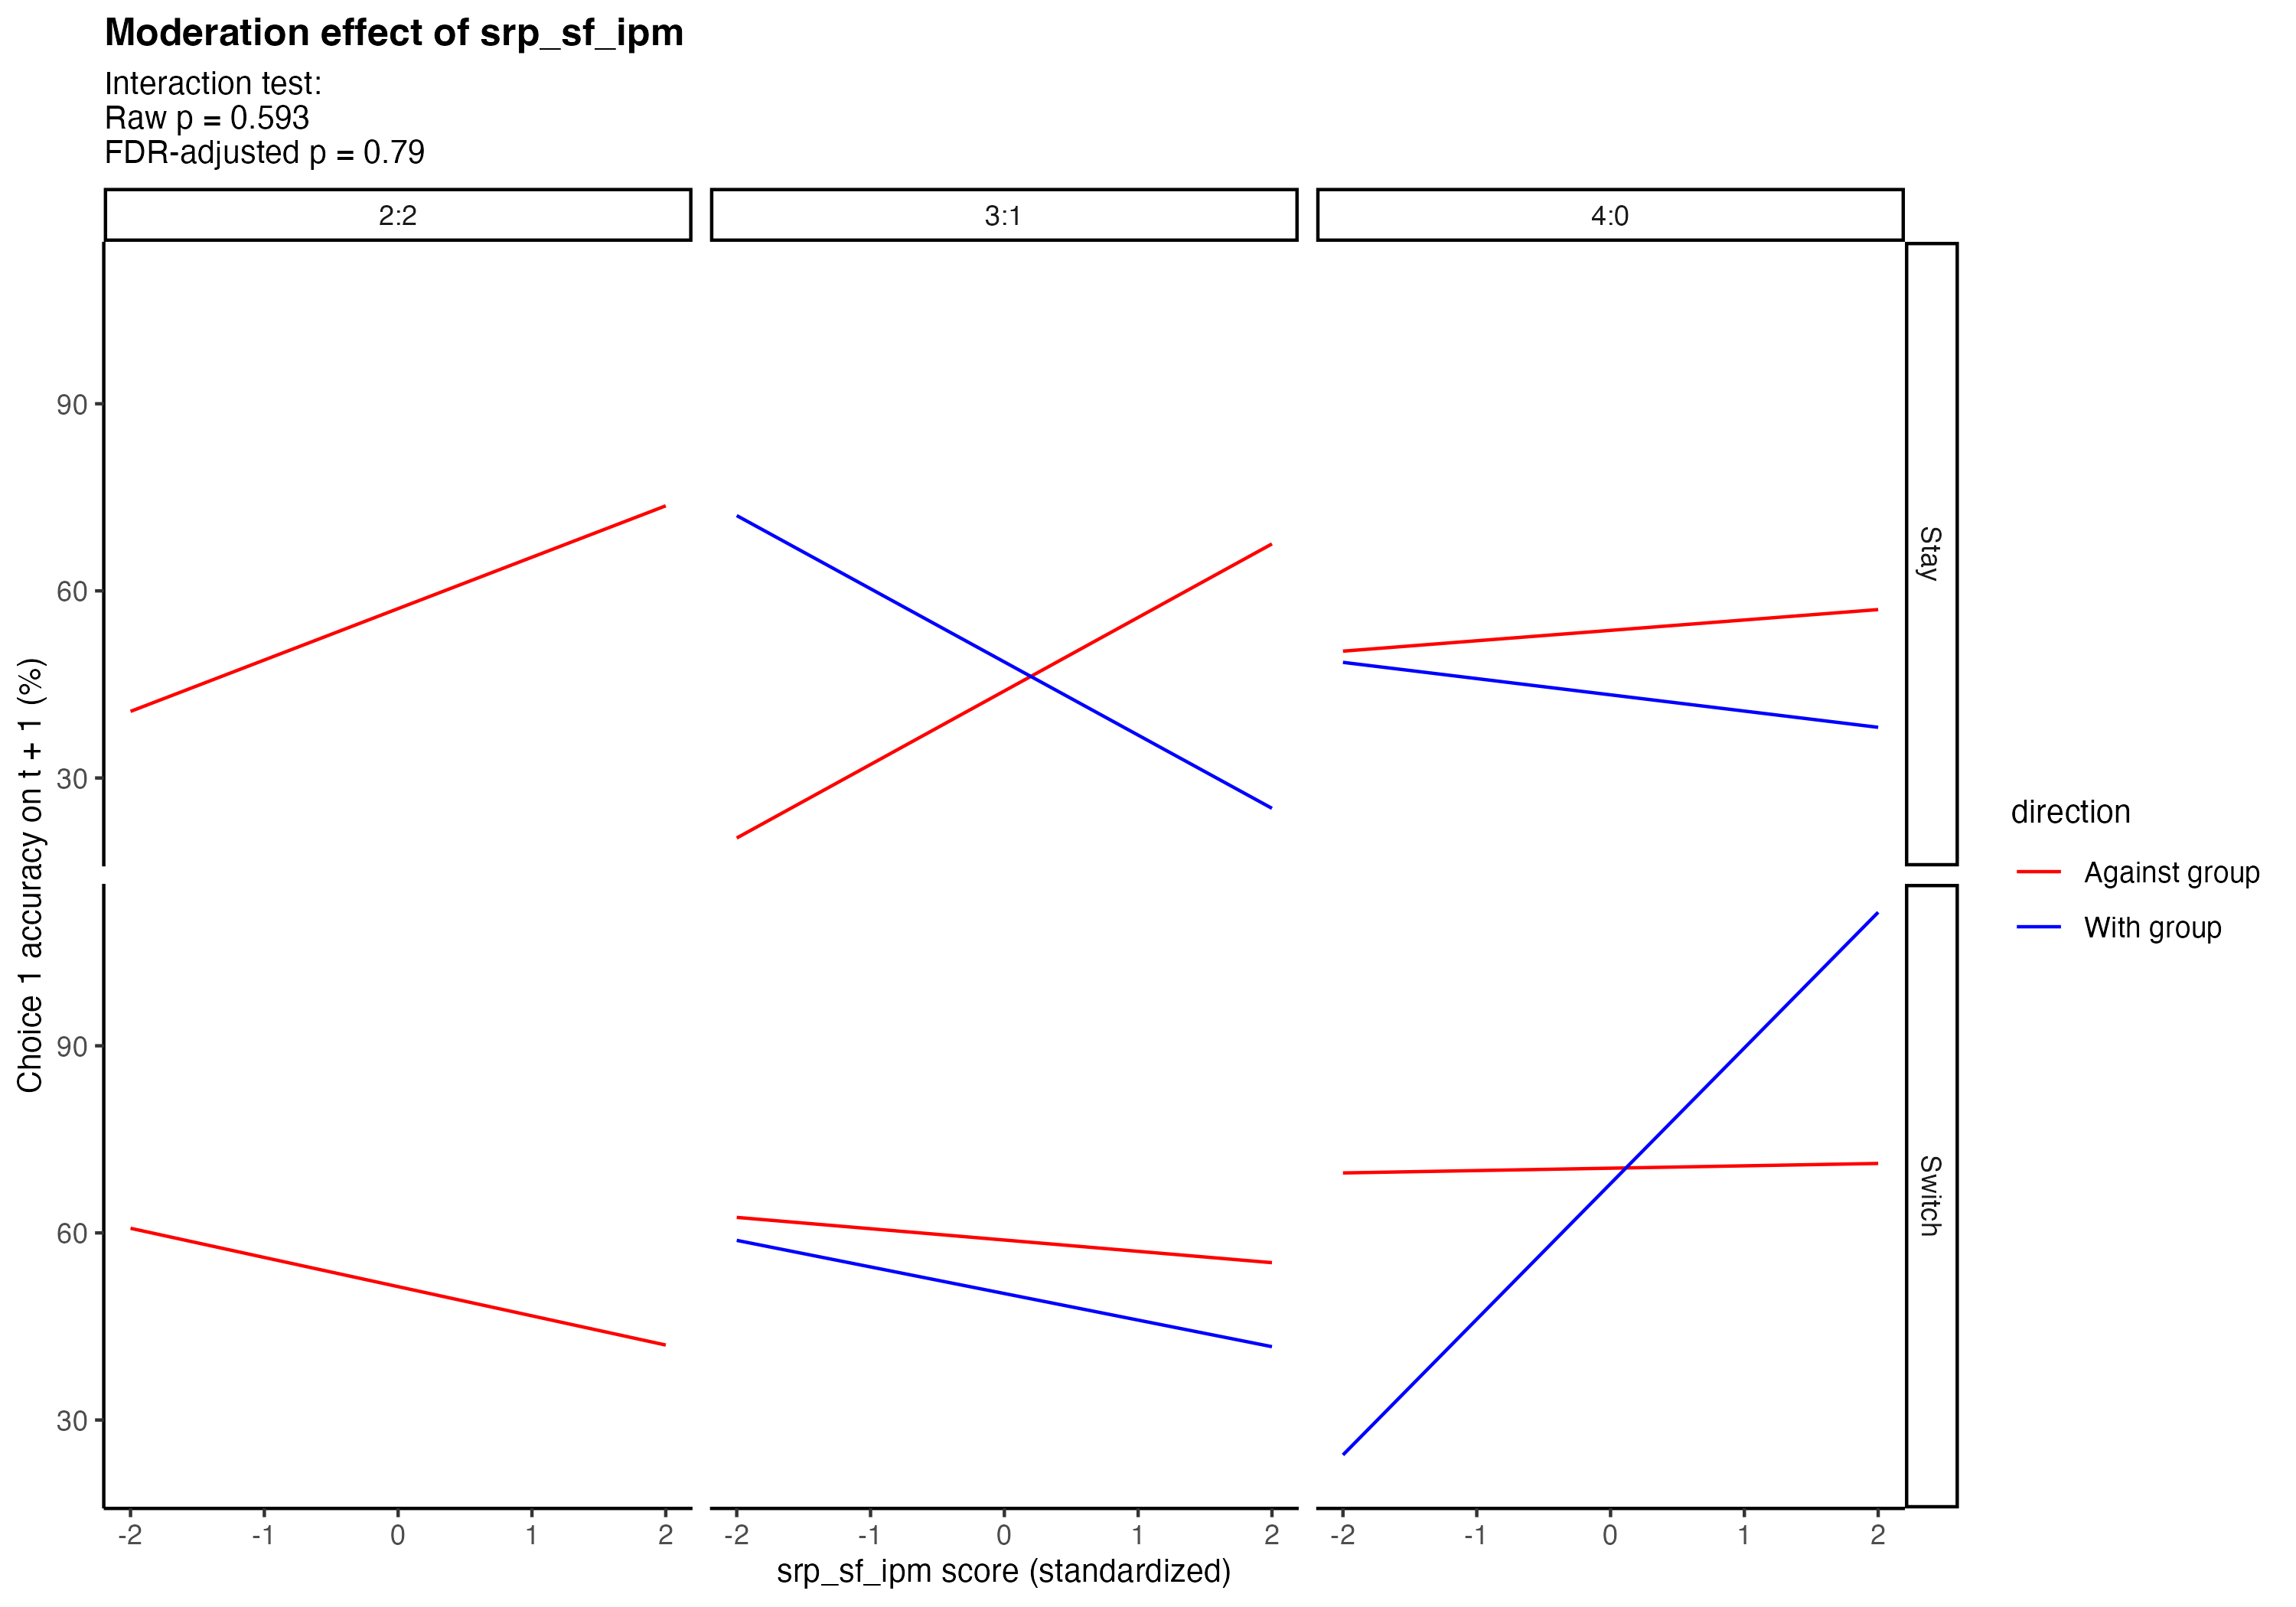 Moderation effect of srp_sf_ipm
Interaction test:
Raw p = 0.593
FDR-adjusted p = 0.79
2:2
3:1
4:0
90
60
30
Stay
90
60
30
Switch
Choice 1 accuracy on t + 1 (%)
-2 -1 0 1 2
-2 -1 0 1 2
-2 -1 0 1 2
srp_sf_ipm score (standardized)
direction
Against group
With group